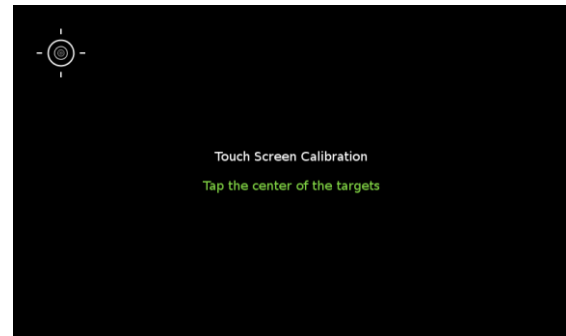 Touch Screen Calibration
Tap the center of the targets